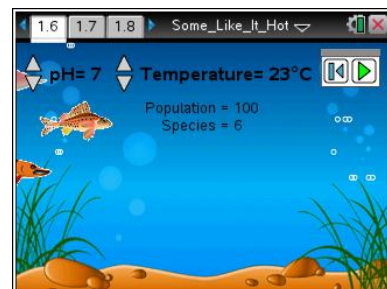 1.6 1.7 1.8 Some_Like_It_Hot
pH= 7 Temperature= 23°C
Population = 100
Species = 6